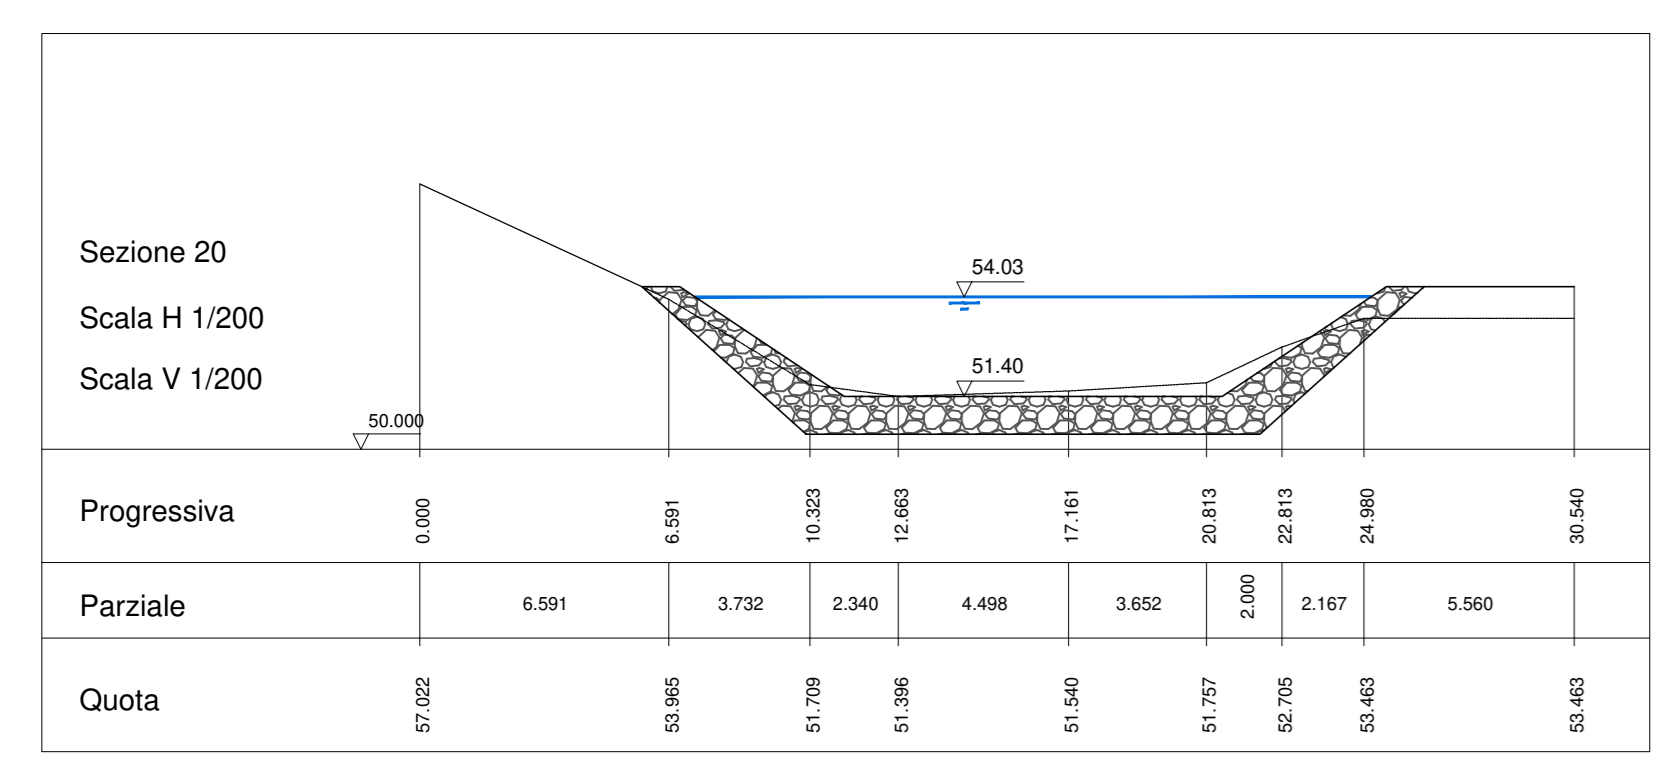 54.03
Sezione 20
Scala H 1/200
51.40
Scala V 1/200
50.000
Progressiva 0.000 6.591 10.323 12.663 17.161 20.813 22.813 24.980 30.540
Parziale 6.591 3.732 2.340 4.498 3.652 2.000 2.167 5.560
Quota 57.022 53.965 51.709 51.396 51.540 51.757 52.705 53.463 53.463